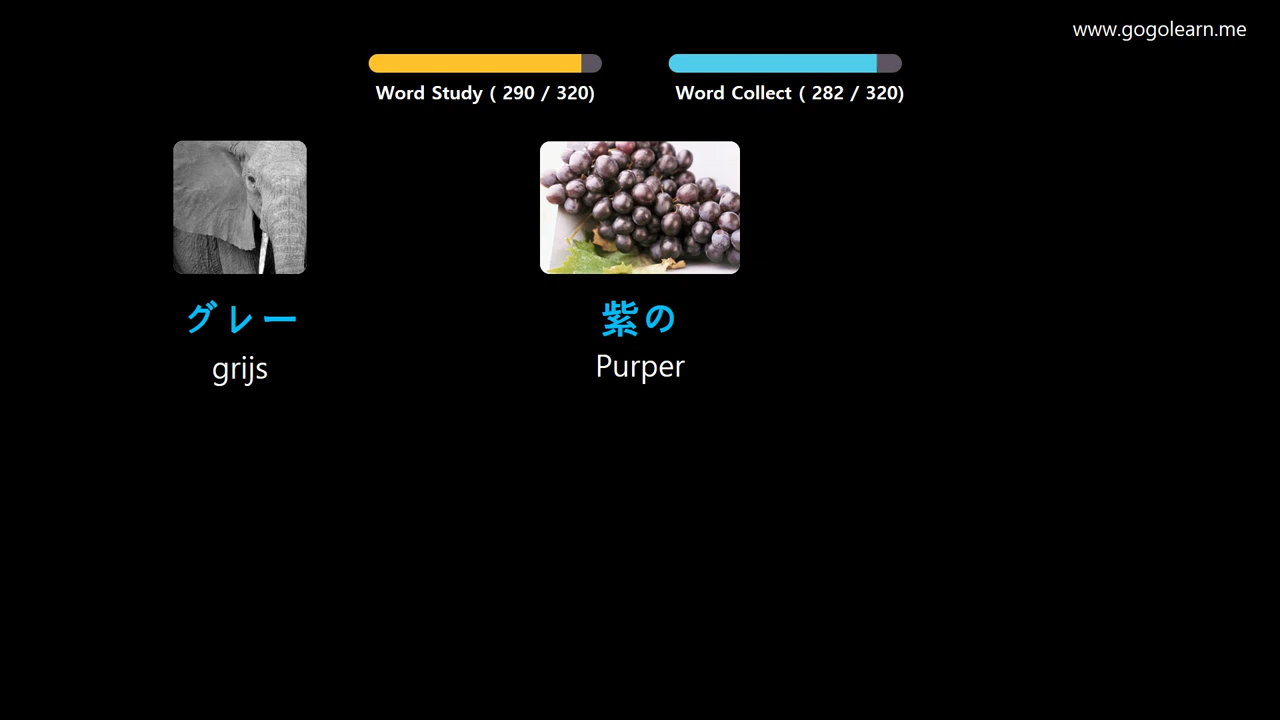 www.gogolearn.me
Word Study ( 290 / 320)
Word Collect ( 282 / 320)
グレー
grijs
紫の
Purper